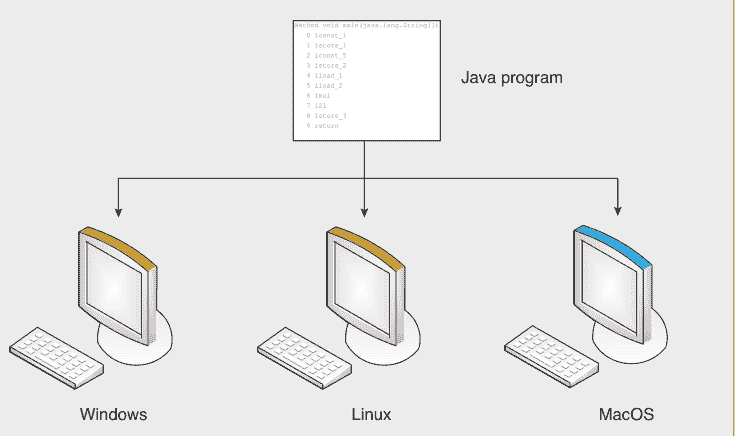 Method void main(java.lang.String[])
0 iconst_1
1 istore_1
2 iconst_5
3 istore_2
4 iload_1
5 iload_2
6 imul
7 i2l
8 lstore_3
9 return
Java program
Windows
Linux
MacOS